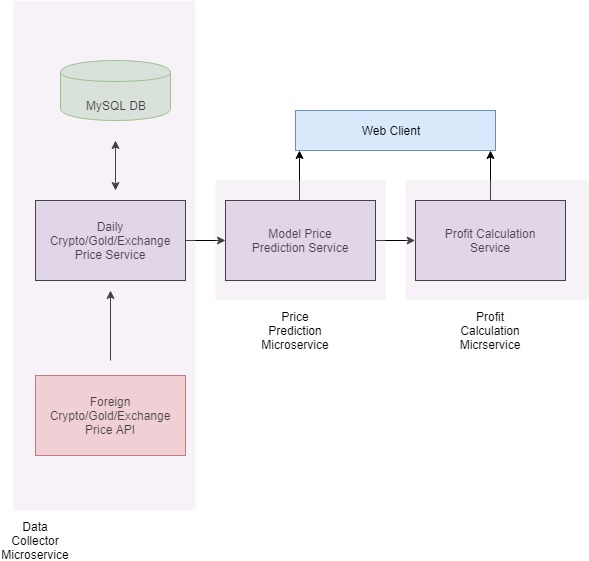 MySQL DB
Web Client
Daily
Crypto/Gold/Exchange
Price Service
Model Price
Prediction Service
Profit Calculation
Service
Price
Prediction
Microservice
Profit
Calculation
Micrservice
Foreign
Crypto/Gold/Exchange
Price API
Data
Collector
Microservice